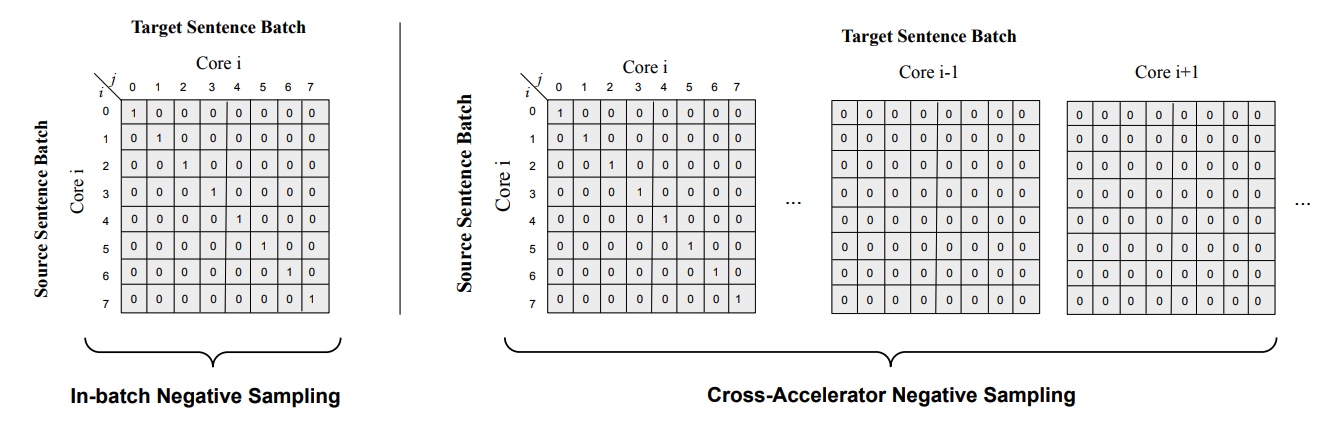 Target Sentence Batch
Core i
j
i
0 1 2 3 4 5 6 7
0 1 0 0 0 0 0 0 0
1 0 1 0 0 0 0 0 0
2 0 0 1 0 0 0 0 0
3 0 0 0 1 0 0 0 0
4 0 0 0 0 1 0 0 0
5 0 0 0 0 0 1 0 0
6 0 0 0 0 0 0 1 0
7 0 0 0 0 0 0 0 1
Source Sentence Batch
Core i
In-batch Negative Sampling
Target Sentence Batch
Core i
j
i
0 1 2 3 4 5 6 7
0 1 0 0 0 0 0 0 0
1 0 1 0 0 0 0 0 0
2 0 0 1 0 0 0 0 0
3 0 0 0 1 0 0 0 0
4 0 0 0 0 1 0 0 0
5 0 0 0 0 0 1 0 0
6 0 0 0 0 0 0 1 0
7 0 0 0 0 0 0 0 1
Source Sentence Batch
Core i
...
Core i-1
0 0 0 0 0 0 0 0
0 0 0 0 0 0 0 0
0 0 0 0 0 0 0 0
0 0 0 0 0 0 0 0
0 0 0 0 0 0 0 0
0 0 0 0 0 0 0 0
0 0 0 0 0 0 0 0
0 0 0 0 0 0 0 0
Core i+1
0 0 0 0 0 0 0 0
0 0 0 0 0 0 0 0
0 0 0 0 0 0 0 0
0 0 0 0 0 0 0 0
0 0 0 0 0 0 0 0
0 0 0 0 0 0 0 0
0 0 0 0 0 0 0 0
0 0 0 0 0 0 0 0
...
Cross-Accelerator Negative Sampling